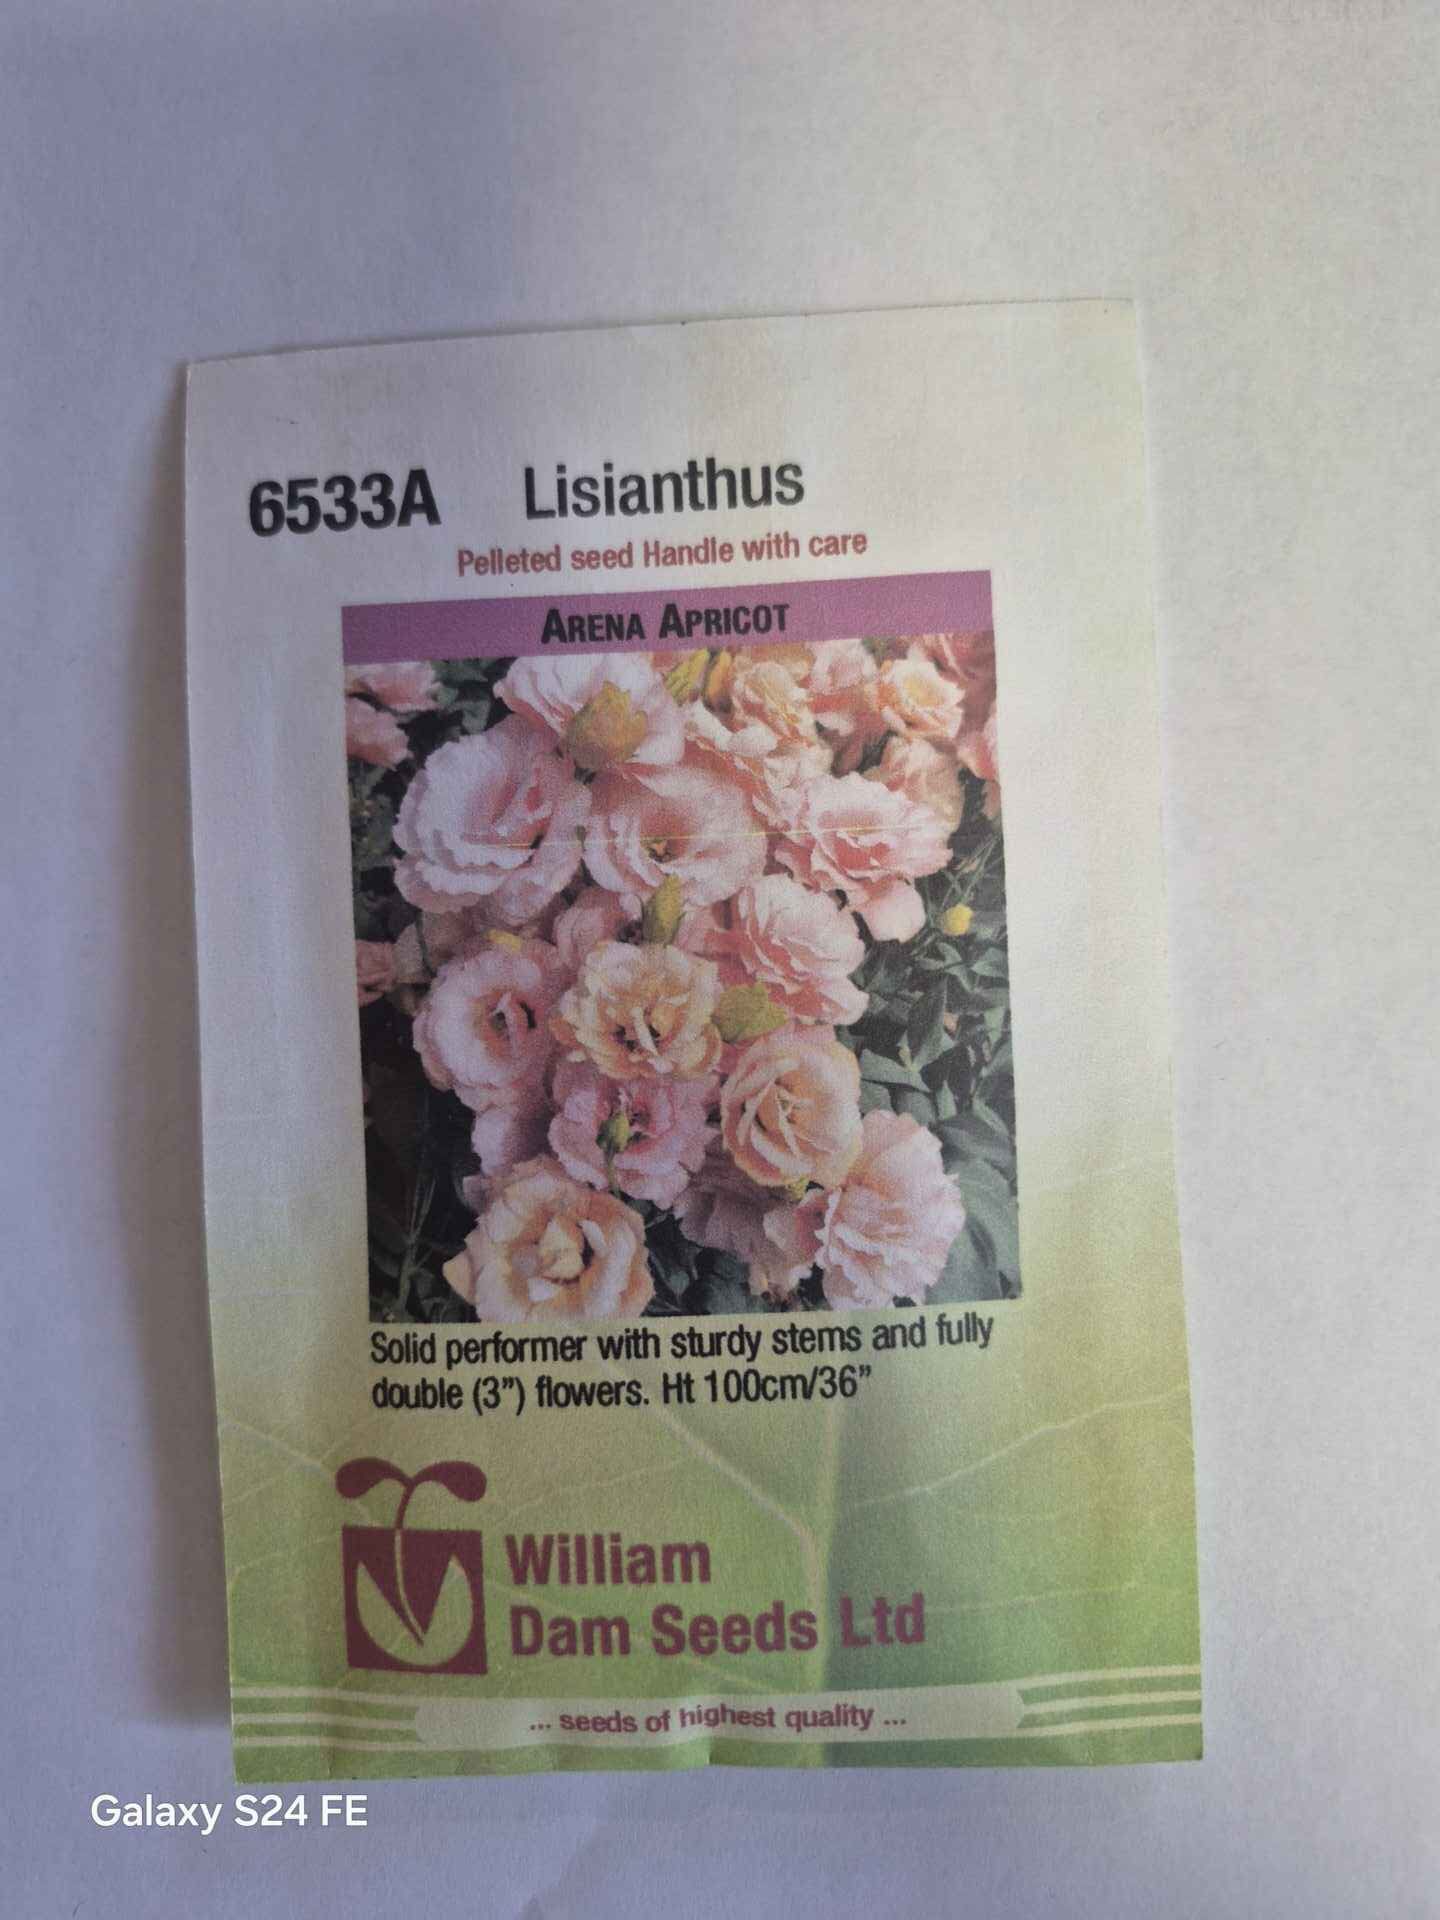 6533A Lisianthus
Pelleted seed Handle with care
ARENA APRICOT
Solid performer with sturdy stems and fully
double (3”) flowers. Ht 100cm/36”
William
Dam Seeds Ltd
... seeds of highest quality ...
Galaxy S24 FE